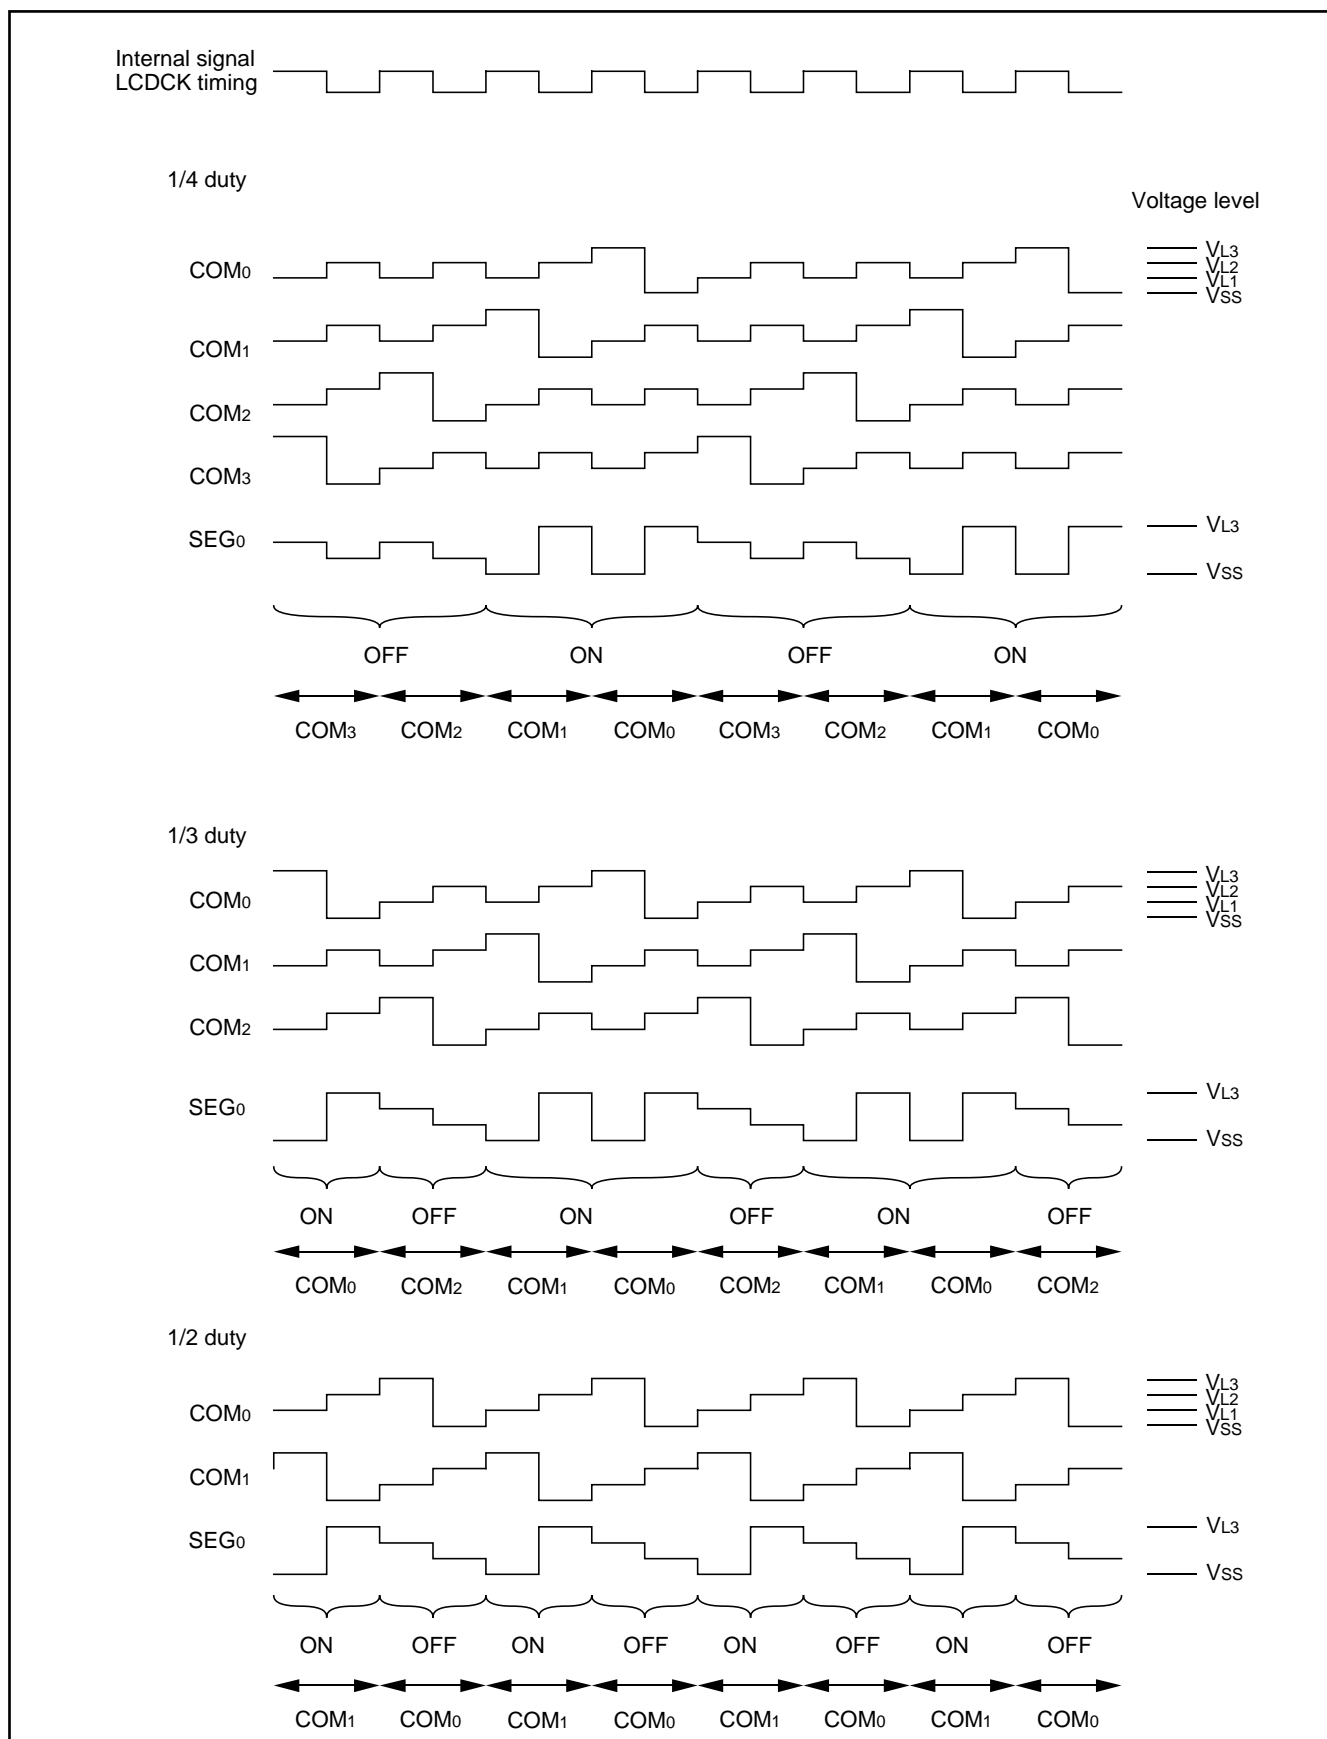 Internal signal
LCDCK timing
1/4 duty
Voltage level
COM0
VL3
VL2
VL1
VSS
COM1
COM2
COM3
SEG0
VL3
VSS
OFF ON OFF ON
COM3 COM2 COM1 COM0 COM3 COM2 COM1 COM0
1/3 duty
COM0
VL3
VL2
VL1
VSS
COM1
COM2
SEG0
VL3
VSS
ON OFF ON OFF ON OFF
COM0 COM2 COM1 COM0 COM2 COM1 COM0 COM2
1/2 duty
COM0
VL3
VL2
VL1
VSS
COM1
SEG0
VL3
VSS
ON OFF ON OFF ON OFF ON OFF
COM1 COM0 COM1 COM0 COM1 COM0 COM1 COM0